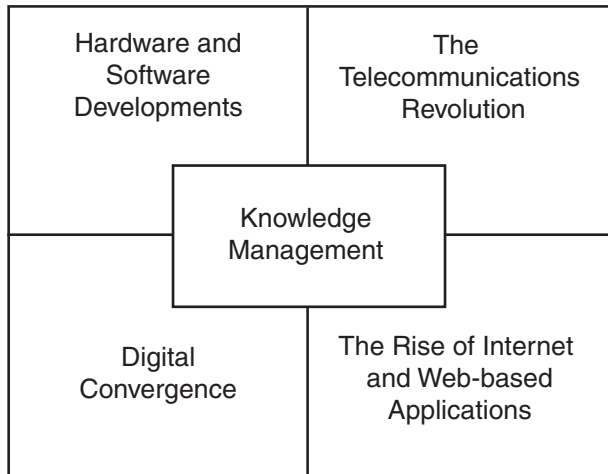 Hardware and
Software
Developments
The
Telecommunications
Revolution
Knowledge
Management
Digital
Convergence
The Rise of Internet
and Web-based
Applications